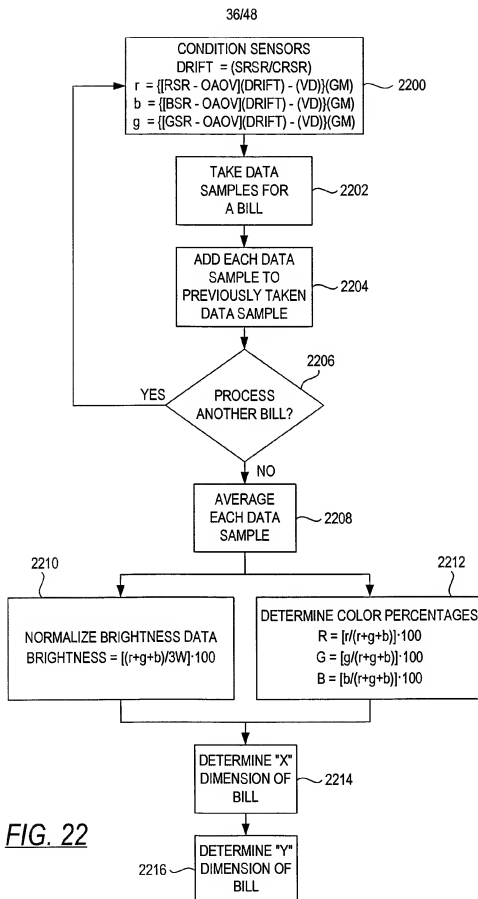 36/48
CONDITION SENSORS
DRIFT = (SRSR/CRSR)
r = {[RSR - OAOV](DRIFT) - (VD)}(GM)
b = {[BSR - OAOV](DRIFT) - (VD)}(GM)
g = {[GSR - OAOV](DRIFT) - (VD)}(GM)
2200
TAKE DATA
SAMPLES FOR
A BILL
2202
ADD EACH DATA
SAMPLE TO
PREVIOUSLY TAKEN
DATA SAMPLE
2204
2206
YES
PROCESS
ANOTHER BILL?
NO
AVERAGE
EACH DATA
SAMPLE
2208
2210
NORMALIZE BRIGHTNESS DATA
BRIGHTNESS = [(r+g+b)/3W]·100
2212
DETERMINE COLOR PERCENTAGES
R = [r/(r+g+b)]·100
G = [g/(r+g+b)]·100
B = [b/(r+g+b)]·100
DETERMINE "X"
DIMENSION OF
BILL
2214
FIG. 22
DETERMINE "Y"
DIMENSION OF
BILL
2216